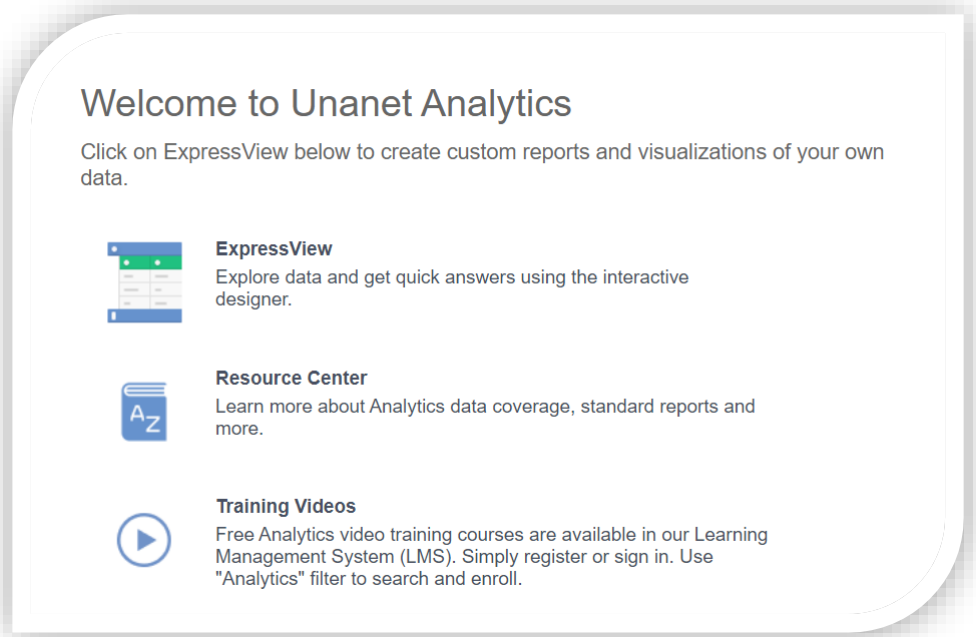 Welcome to Unanet Analytics
Click on ExpressView below to create custom reports and visualizations of your own
data.
ExpressView
Explore data and get quick answers using the interactive
designer.
Resource Center
Learn more about Analytics data coverage, standard reports and
more.
A
Z
Training Videos
Free Analytics video training courses are available in our Learning
Management System (LMS). Simply register or sign in. Use
"Analytics" filter to search and enroll.